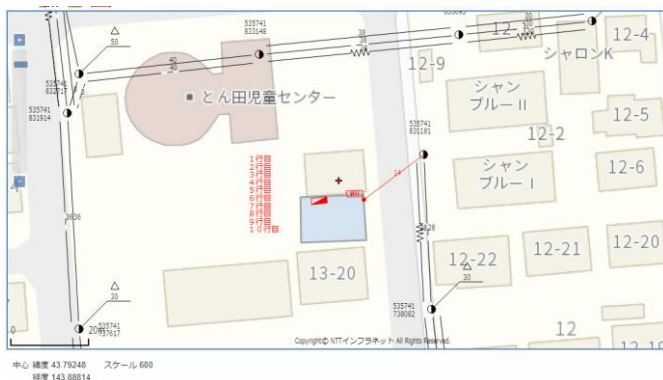 535741
833148
38
38
12
12-4
シャロンK
50
40
40
12-9
535741
832717
535741
831914
とん田児童センター
シャン
ブルーⅡ
12-5
535741
831181
12-2
1行目
2行目
3行目
4行目
5行目
6行目
7行目
8行目
9行目
10行目
14
シャン
ブルーⅠ
12-6
12-20
12-21
12-22
13-20
30
30
535741
738082
535741
737617
12
0
20m
Copyright© NTTインフラネット All Rights Reserved.
中心 緯度 43.79248 スケール 600
経度 143.88814